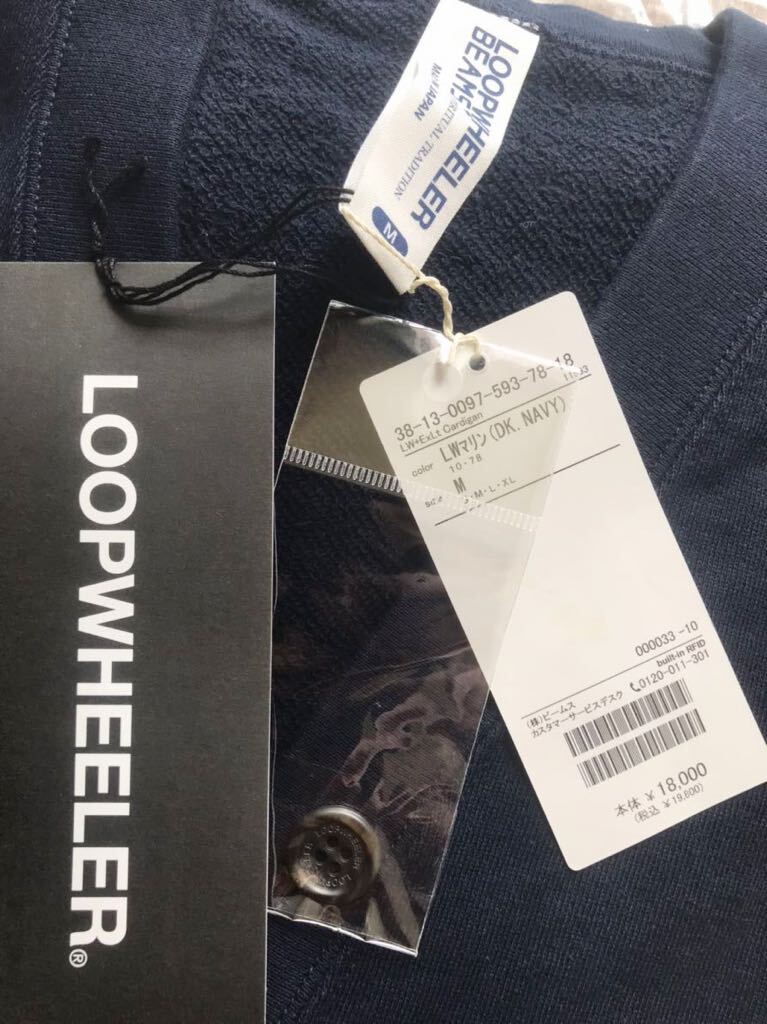 LOOPWHEELER
BEAMS
RITUAL TRADITION
JAPAN
M
LOOPWHEELER®
38-13-0097-593-78-18
LW*ExLt Cardigan
color LWマリン(DK. NAVY)
10-78
M
M・L・XL
000033 -10
built-in RFID
(株)ビームス
カスタマーサービスデスク 0120-011-301
本体 ¥18,000
(税込 ¥19,800)
LOOPWHEELER